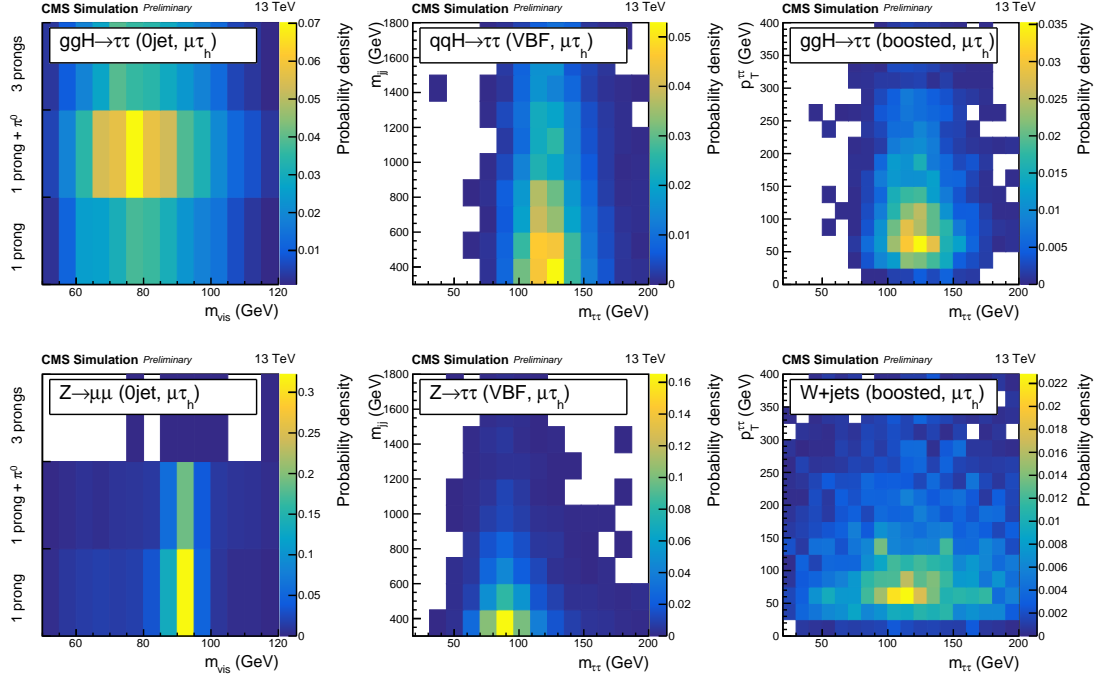 CMS Simulation Preliminary 13 TeV
ggH→ττ (0jet, μτh)
3 prongs
1 prong + π⁰
1 prong
60 80 100 120
mvis (GeV)
0.01 0.02 0.03 0.04 0.05 0.06 0.07
Probability density
CMS Simulation Preliminary 13 TeV
qqH→ττ (VBF, μτh)
mjj (GeV)
1800
1600
1400
1200
1000
800
600
400
50 100 150 200
mττ (GeV)
0 0.01 0.02 0.03 0.04 0.05
Probability density
CMS Simulation Preliminary 13 TeV
ggH→ττ (boosted, μτh)
pTττ (GeV)
400
350
300
250
200
150
100
50
0
50 100 150 200
mττ (GeV)
0 0.005 0.01 0.015 0.02 0.025 0.03 0.035
Probability density
CMS Simulation Preliminary 13 TeV
Z→μμ (0jet, μτh)
3 prongs
1 prong + π⁰
1 prong
60 80 100 120
mvis (GeV)
0 0.05 0.1 0.15 0.2 0.25 0.3
Probability density
CMS Simulation Preliminary 13 TeV
Z→ττ (VBF, μτh)
mjj (GeV)
1800
1600
1400
1200
1000
800
600
400
50 100 150 200
mττ (GeV)
0 0.02 0.04 0.06 0.08 0.1 0.12 0.14 0.16
Probability density
CMS Simulation Preliminary 13 TeV
W+jets (boosted, μτh)
pTττ (GeV)
400
350
300
250
200
150
100
50
0
50 100 150 200
mττ (GeV)
0 0.002 0.004 0.006 0.008 0.01 0.012 0.014 0.016 0.018 0.02 0.022
Probability density